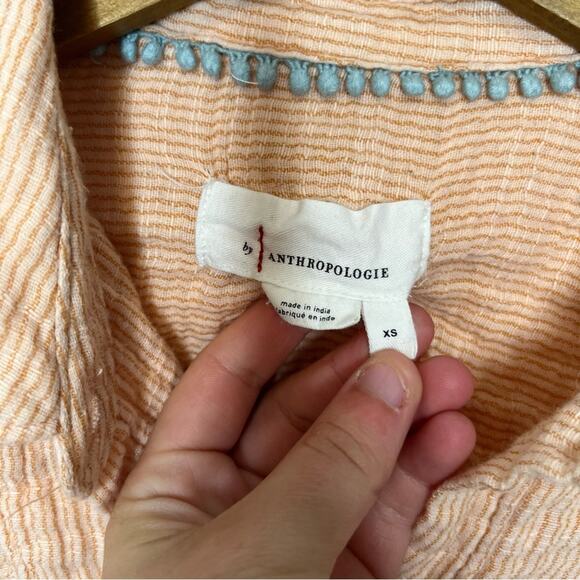 by ANTHROPOLOGIE
made in india
fabriqué en inde
XS